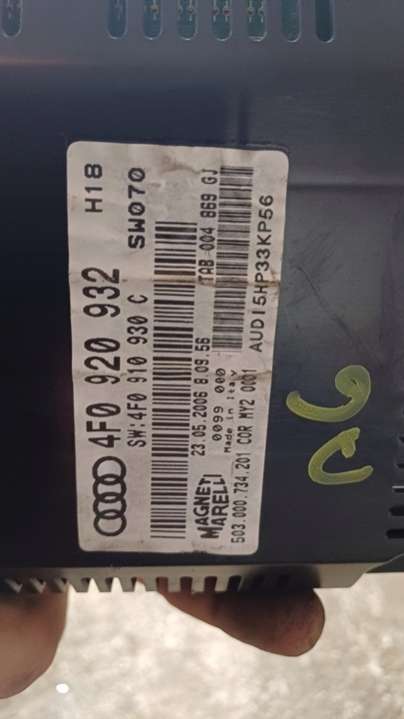 4F0 920 932 H18
SW:4F0 910 930 C SW070
23.05.2006 8.09.56 TAB 004 869 GJ
MAGNETI MARELLI
0099 000
Made in Italy
503.000.734.201 COR MY2 0001
AUDI5HP33KP56